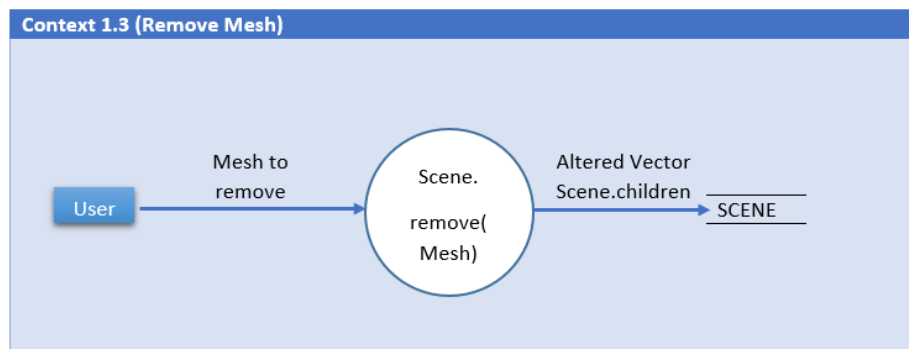 Context 1.3 (Remove Mesh)
Mesh to
remove
Altered Vector
Scene.children
User
Scene.
remove(
Mesh)
SCENE